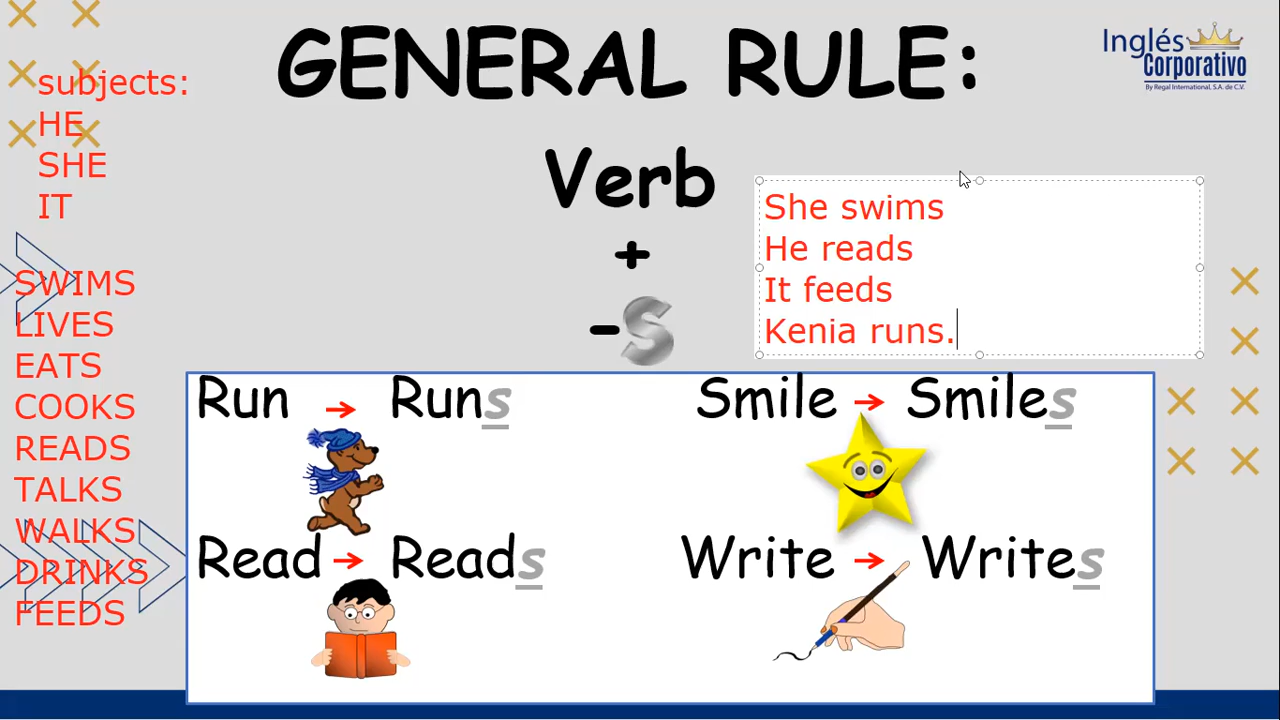 GENERAL RULE:
Inglés
Corporativo
By Regal International, S.A. de C.V.
subjects:
HE
SHE
IT
Verb
+
-s
She swims
He reads
It feeds
Kenia runs.
SWIMS
LIVES
EATS
COOKS
READS
TALKS
WALKS
DRINKS
FEEDS
Run → Runs
Smile → Smiles
Read → Reads
Write → Writes